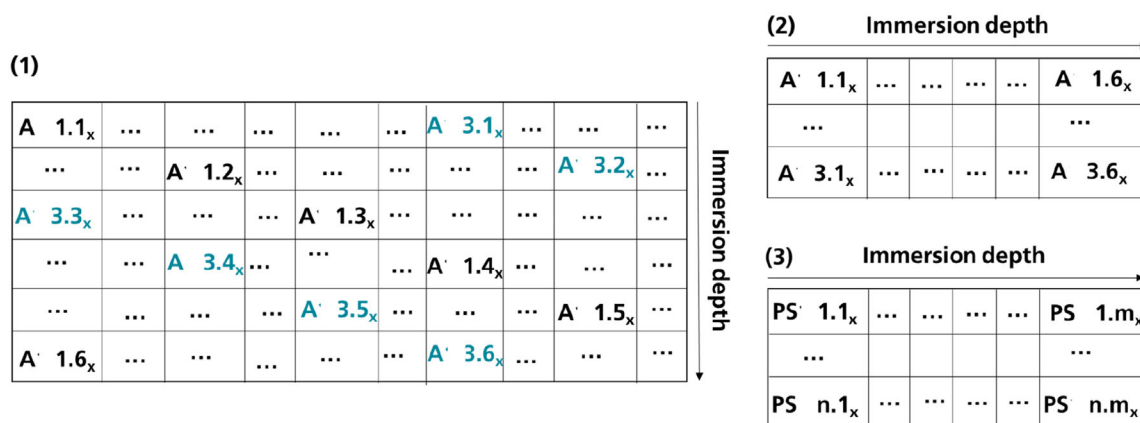 (1)
A 1.1x ... ... ... ... ... A 3.1x ... ... ...
... ... A' 1.2x ... ... ... ... ... A' 3.2x ...
A' 3.3x ... ... ... A' 1.3x ... ... ... ... ...
... ... A 3.4x ... ... ... A' 1.4x ... ... ...
... ... ... ... A' 3.5x ... ... ... A' 1.5x ...
A' 1.6x ... ... ... ... ... A' 3.6x ... ... ...
Immersion depth
(2) Immersion depth
A' 1.1x ... ... ... ... A 1.6x
... ...
A' 3.1x ... ... ... ... A 3.6x
(3) Immersion depth
PS' 1.1x ... ... ... ... PS 1.mx
... ...
PS n.1x ... ... ... ... PS n.mx